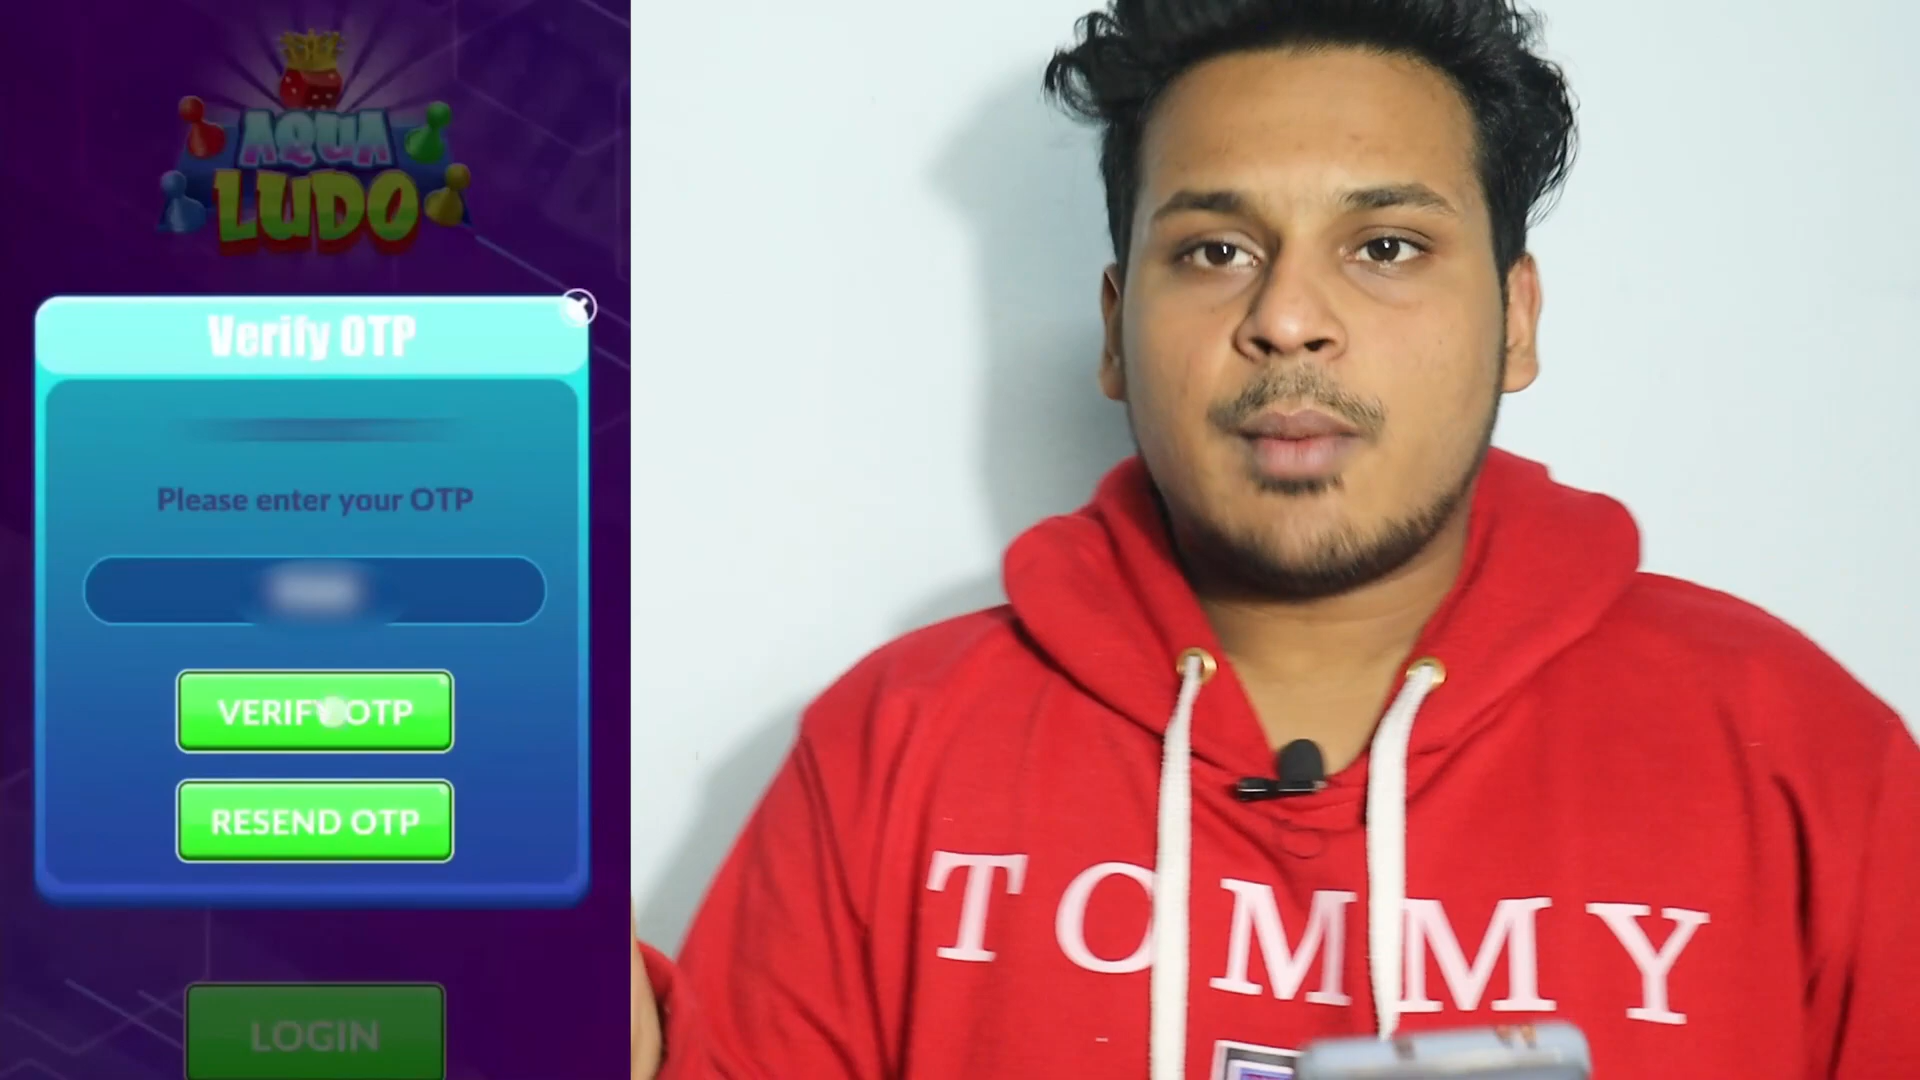 AQUA
LUDO
Verify OTP
Please enter your OTP
VERIFY OTP
RESEND OTP
LOGIN
TOMMY